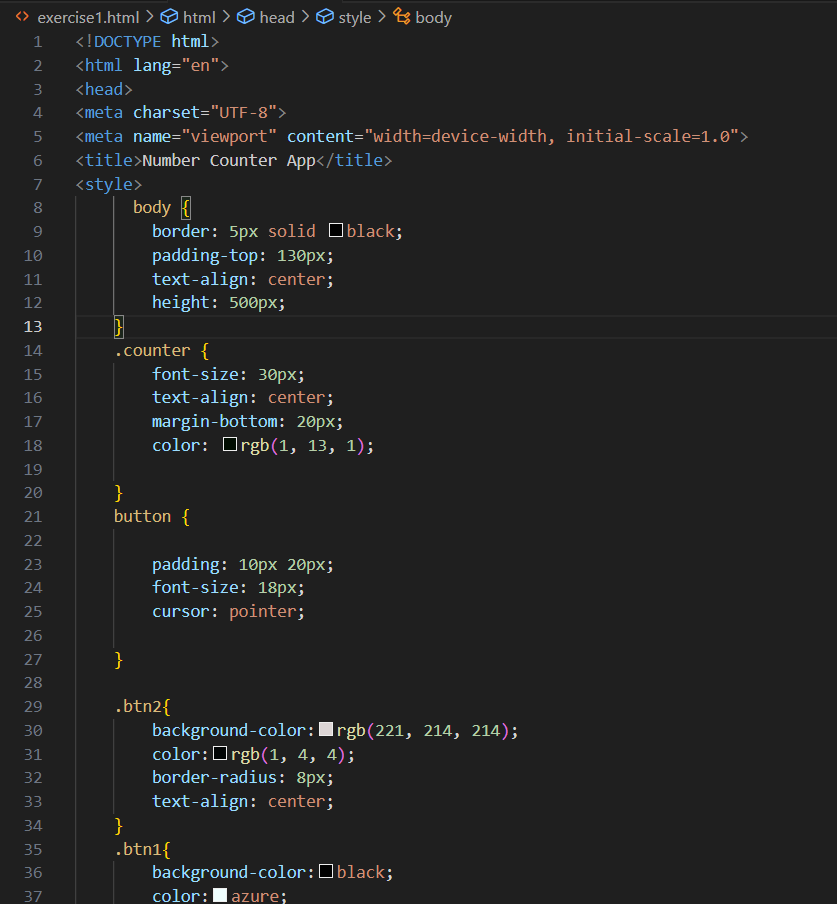 exercise1.html > html > head > style > body
1 <!DOCTYPE html>
2 <html lang="en">
3 <head>
4 <meta charset="UTF-8">
5 <meta name="viewport" content="width=device-width, initial-scale=1.0">
6 <title>Number Counter App</title>
7 <style>
8 body {
9 border: 5px solid black;
10 padding-top: 130px;
11 text-align: center;
12 height: 500px;
13 }
14 .counter {
15 font-size: 30px;
16 text-align: center;
17 margin-bottom: 20px;
18 color: rgb(1, 13, 1);
19
20 }
21 button {
22
23 padding: 10px 20px;
24 font-size: 18px;
25 cursor: pointer;
26
27 }
28
29 .btn2{
30 background-color:rgb(221, 214, 214);
31 color:rgb(1, 4, 4);
32 border-radius: 8px;
33 text-align: center;
34 }
35 .btn1{
36 background-color:black;
37 color:azure;